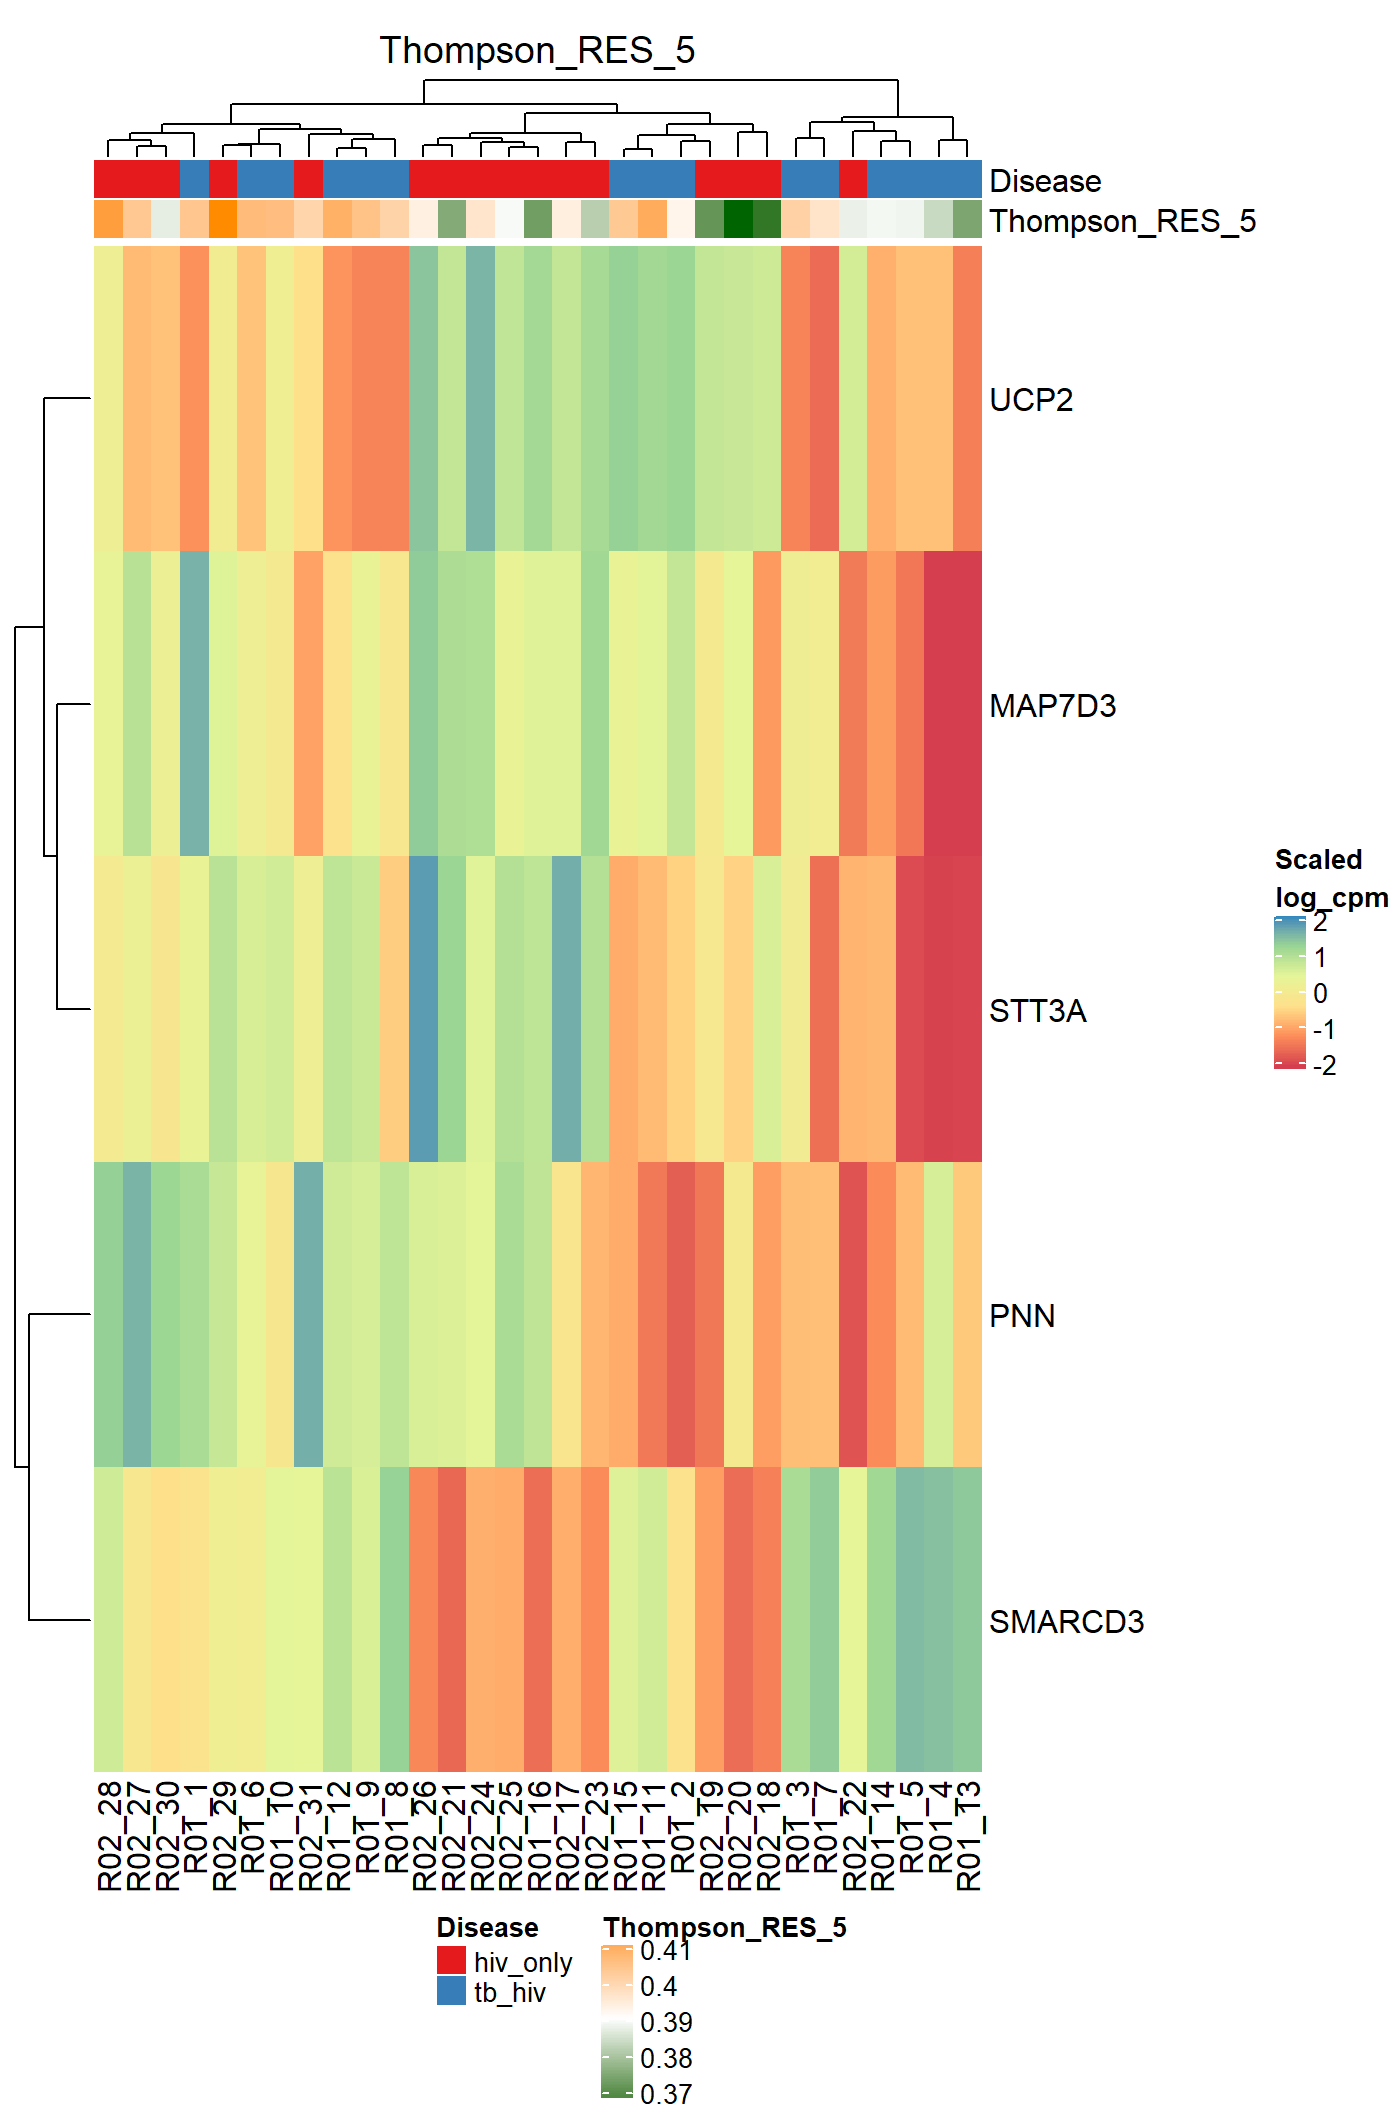 Thompson_RES_5
Disease
Thompson_RES_5
UCP2
MAP7D3
STT3A
PNN
SMARCD3
Scaled
log_cpm
2
1
0
-1
-2
R02_28
R02_27
R02_30
R01_1
R02_29
R01_6
R01_10
R02_31
R01_12
R01_9
R01_8
R02_26
R02_21
R02_24
R02_25
R01_16
R02_17
R02_23
R01_15
R01_11
R01_2
R02_19
R02_20
R02_18
R01_3
R01_7
R02_22
R01_14
R01_5
R01_4
R01_13
Disease
hiv_only
tb_hiv
Thompson_RES_5
0.41
0.4
0.39
0.38
0.37